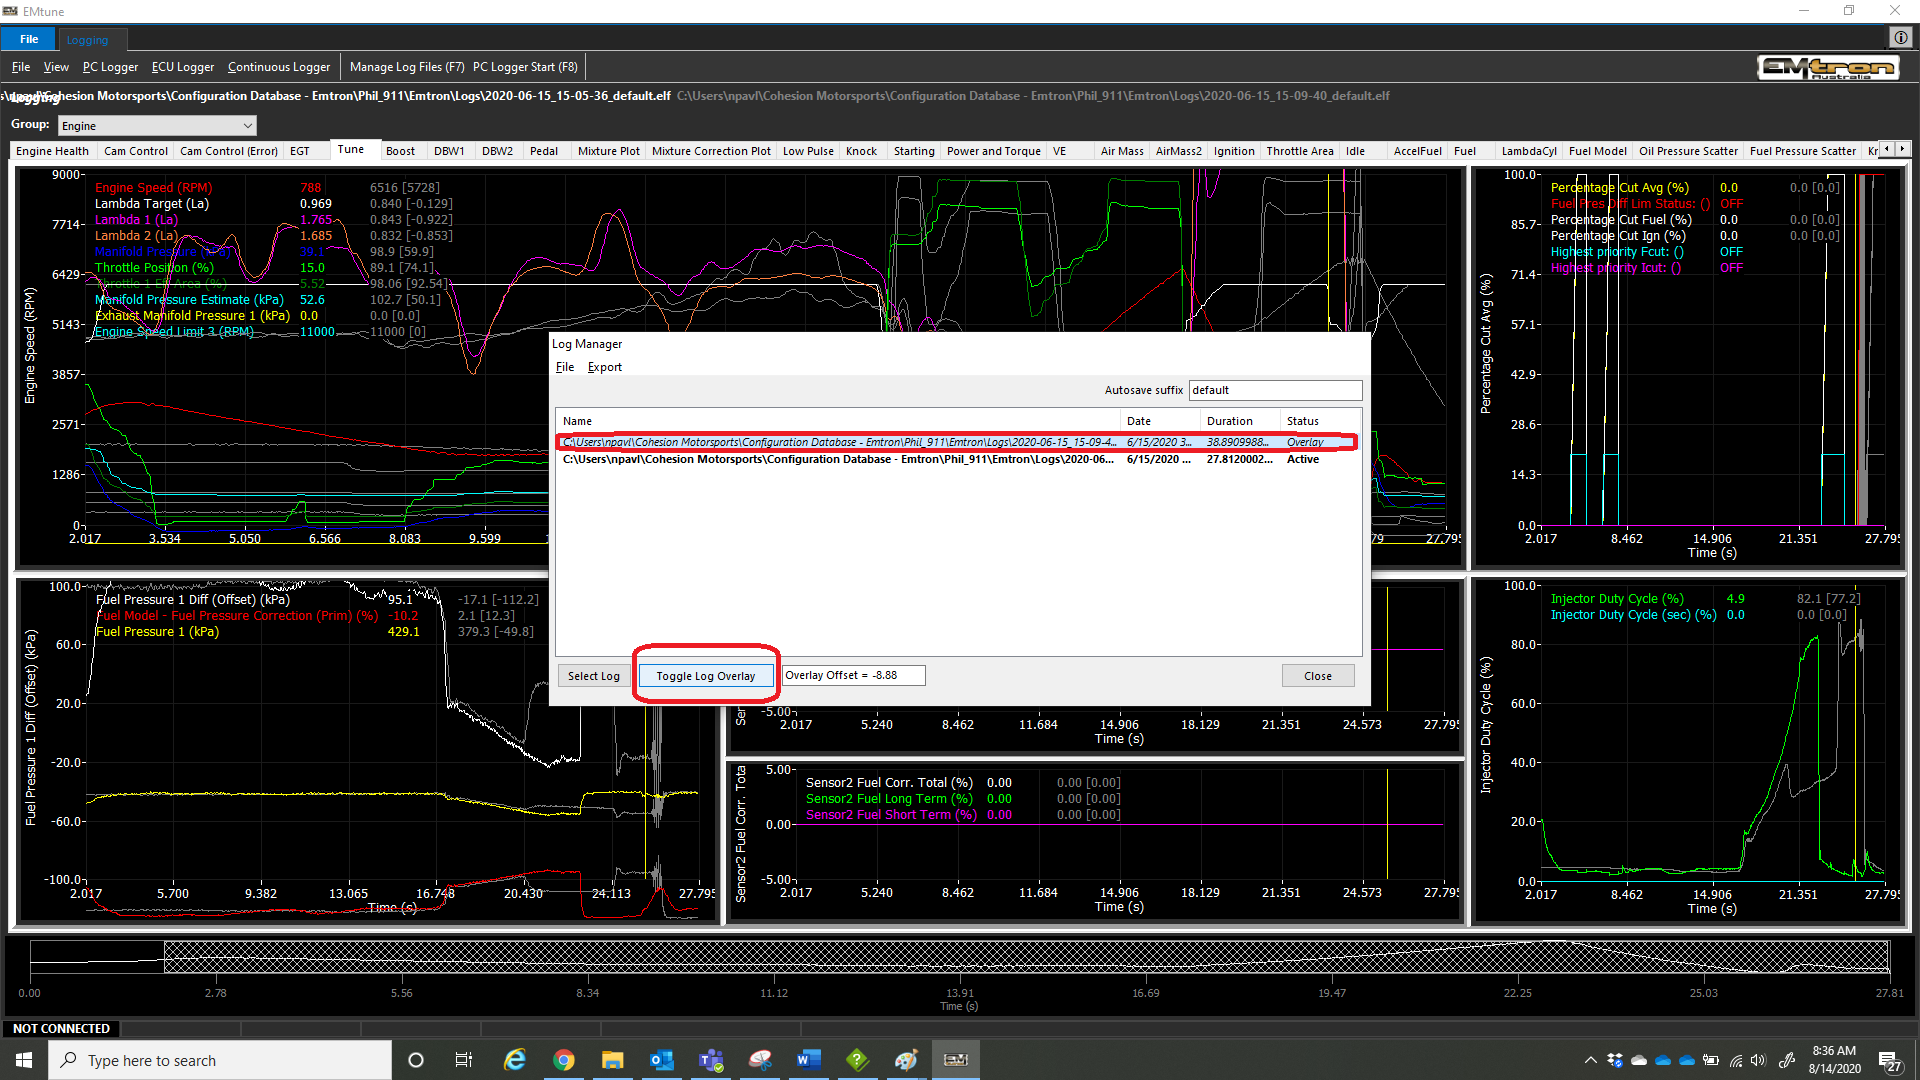 EMtune
File Logging
File View PC Logger ECU Logger Continuous Logger Manage Log Files (F7) PC Logger Start (F8)
EMtron
Australia
Logging
s\npavl\Cohesion Motorsports\Configuration Database - Emtron\Phil_911\Emtron\Logs\2020-06-15_15-05-36_default.elf C:\Users\npavl\Cohesion Motorsports\Configuration Database - Emtron\Phil_911\Emtron\Logs\2020-06-15_15-09-40_default.elf
Group: Engine
Engine Health Cam Control Cam Control (Error) EGT Tune Boost DBW1 DBW2 Pedal Mixture Plot Mixture Correction Plot Low Pulse Knock Starting Power and Torque VE Air Mass AirMass2 Ignition Throttle Area Idle AccelFuel Fuel LambdaCyl Fuel Model Oil Pressure Scatter Fuel Pressure Scatter Kr
Engine Speed (RPM)
9000
7714
6429
5143
3857
2571
1286
0
Engine Speed (RPM) 788 6516 [5728]
Lambda Target (La) 0.969 0.840 [-0.129]
Lambda 1 (La) 1.765 0.843 [-0.922]
Lambda 2 (La) 1.685 0.832 [-0.853]
Manifold Pressure (kPa) 39.1 98.9 [59.9]
Throttle Position (%) 15.0 89.1 [74.1]
Throttle 1 Eff Area (%) 5.52 98.06 [92.54]
Manifold Pressure Estimate (kPa) 52.6 102.7 [50.1]
Exhaust Manifold Pressure 1 (kPa) 0.0 0.0 [0.0]
Engine Speed Limit 3 (RPM) 11000 11000 [0]
2.017 3.534 5.050 6.566 8.083 9.599 1 79 27.795
Percentage Cut Avg (%)
100.0
85.7
71.4
57.1
42.9
28.6
14.3
0.0
Percentage Cut Avg (%) 0.0 0.0 [0.0]
Fuel Pres Diff Lim Status: () OFF
Percentage Cut Fuel (%) 0.0 0.0 [0.0]
Percentage Cut Ign (%) 0.0 0.0 [0.0]
Highest priority Fcut: () OFF
Highest priority Icut: () OFF
2.017 8.462 14.906 21.351 27.795
Time (s)
Log Manager
File Export
Autosave suffix default
Name Date Duration Status
C:\Users\npavl\Cohesion Motorsports\Configuration Database - Emtron\Phil_911\Emtron\Logs\2020-06-15_15-09-4... 6/15/2020 3... 38.8909988... Overlay
C:\Users\npavl\Cohesion Motorsports\Configuration Database - Emtron\Phil_911\Emtron\Logs\2020-06... 6/15/2020 ... 27.8120002... Active
Select Log Toggle Log Overlay Overlay Offset = -8.88 Close
Fuel Pressure 1 Diff (Offset) (kPa)
100.0
60.0
20.0
-20.0
-60.0
-100.0
Fuel Pressure 1 Diff (Offset) (kPa) 95.1 -17.1 [-112.2]
Fuel Model - Fuel Pressure Correction (Prim) (%) -10.2 2.1 [12.3]
Fuel Pressure 1 (kPa) 429.1 379.3 [-49.8]
2.017 5.700 9.382 13.065 16.748 20.430 24.113 27.795
Time (s)
-5.00
2.017 5.240 8.462 11.684 14.906 18.129 21.351 24.573 27.795
Time (s)
Sensor2 Fuel Corr. Tota
5.00
0.00
-5.00
Sensor2 Fuel Corr. Total (%) 0.00 0.00 [0.00]
Sensor2 Fuel Long Term (%) 0.00 0.00 [0.00]
Sensor2 Fuel Short Term (%) 0.00 0.00 [0.00]
2.017 5.240 8.462 11.684 14.906 18.129 21.351 24.573 27.795
Time (s)
Injector Duty Cycle (%)
100.0
80.0
60.0
40.0
20.0
0.0
Injector Duty Cycle (%) 4.9 82.1 [77.2]
Injector Duty Cycle (sec) (%) 0.0 0.0 [0.0]
2.017 8.462 14.906 21.351 27.795
Time (s)
0.00 2.78 5.56 8.34 11.12 13.91 16.69 19.47 22.25 25.03 27.81
Time (s)
NOT CONNECTED
Type here to search
8:36 AM
8/14/2020
27